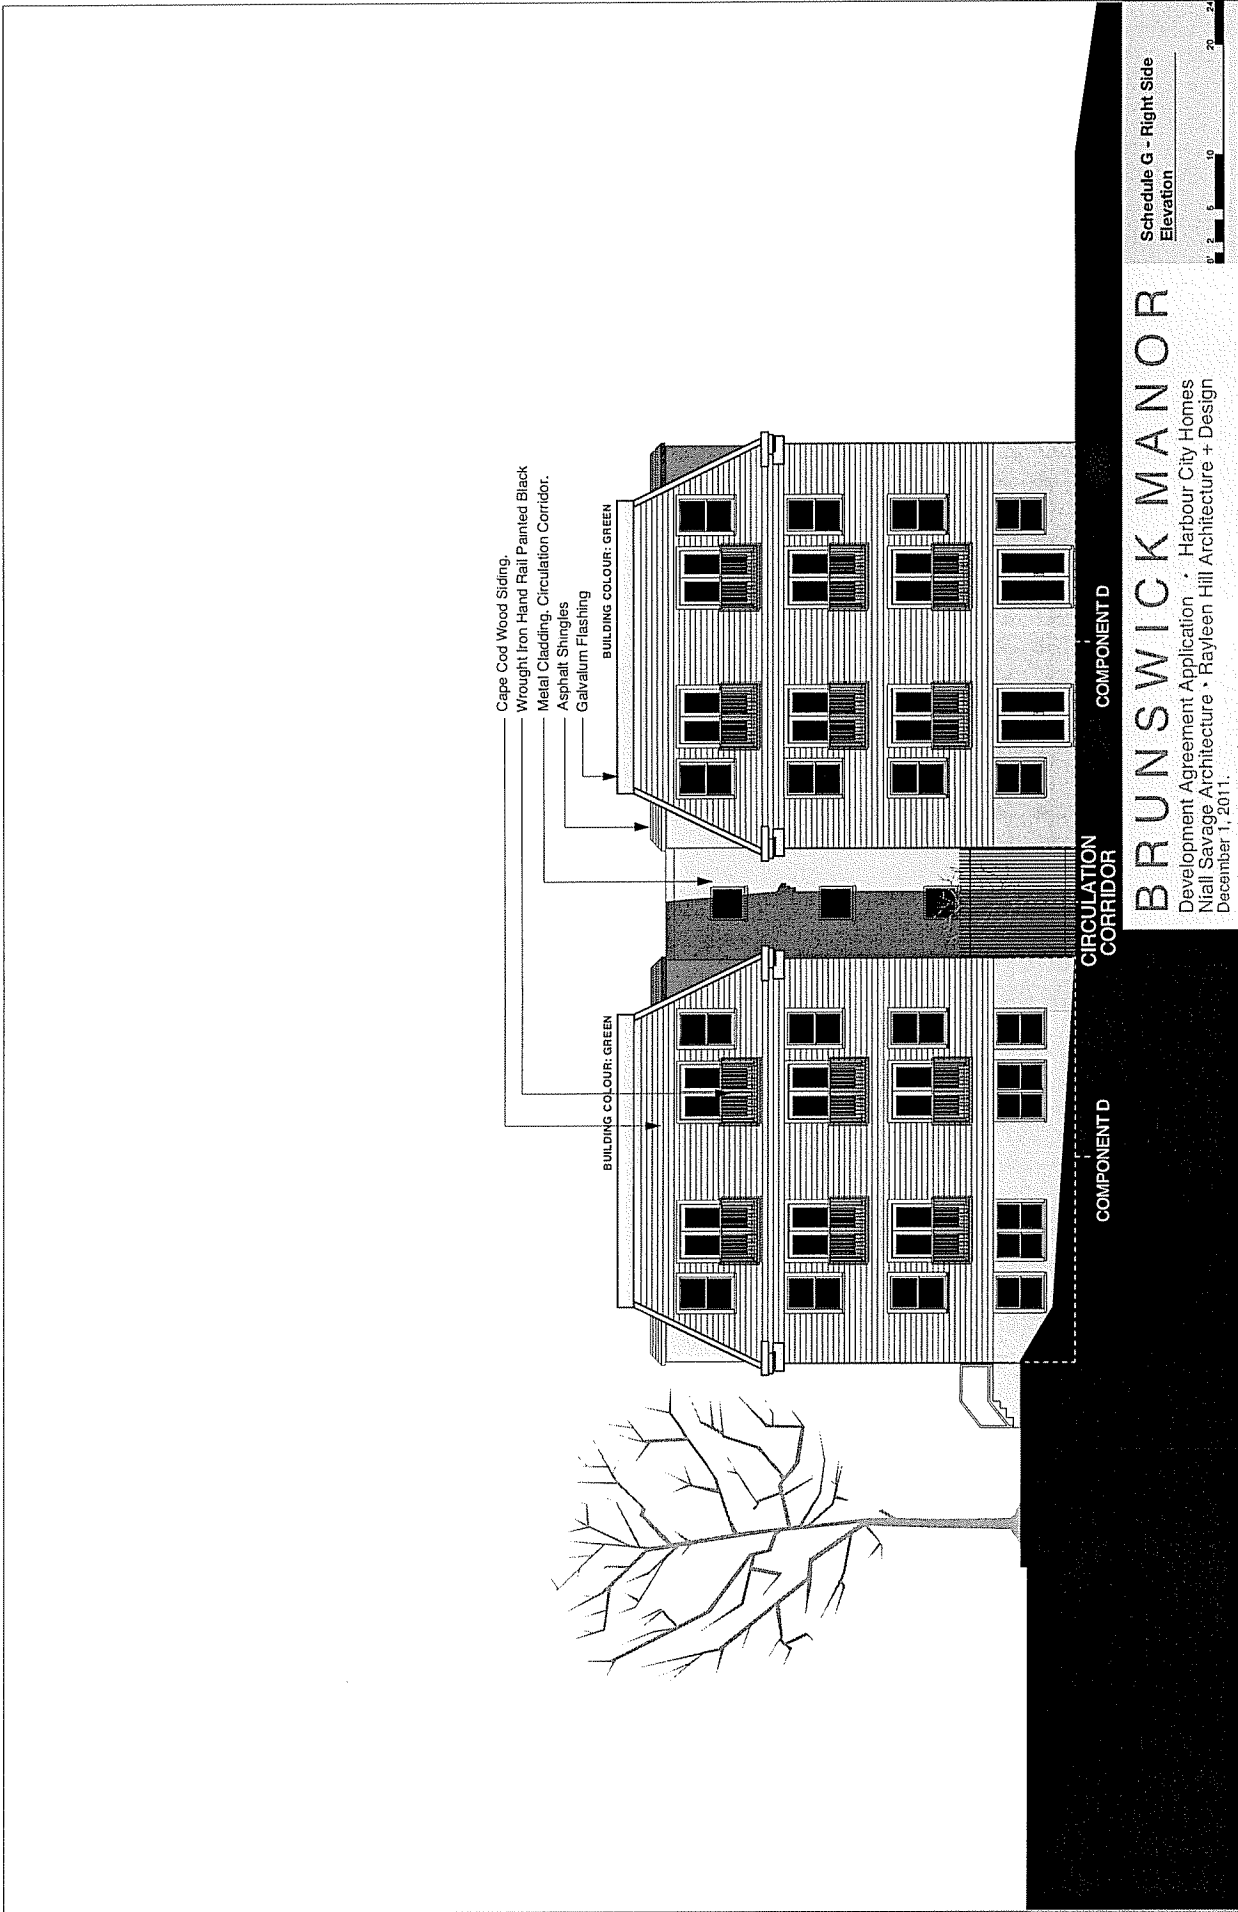 Cape Cod Wood Siding.
Wrought Iron Hand Rail Painted Black
Metal Cladding. Circulation Corridor.
Asphalt Shingles
Galvalum Flashing
BUILDING COLOUR: GREEN
BUILDING COLOUR: GREEN
COMPONENT D
CIRCULATION
CORRIDOR
COMPONENT D
BRUNSWICK MANOR
Development Agreement Application • Harbour City Homes
Niall Savage Architecture • Rayleen Hill Architecture + Design
December 1, 2011.
Schedule G - Right Side
Elevation
0' 2 5 10 20 24